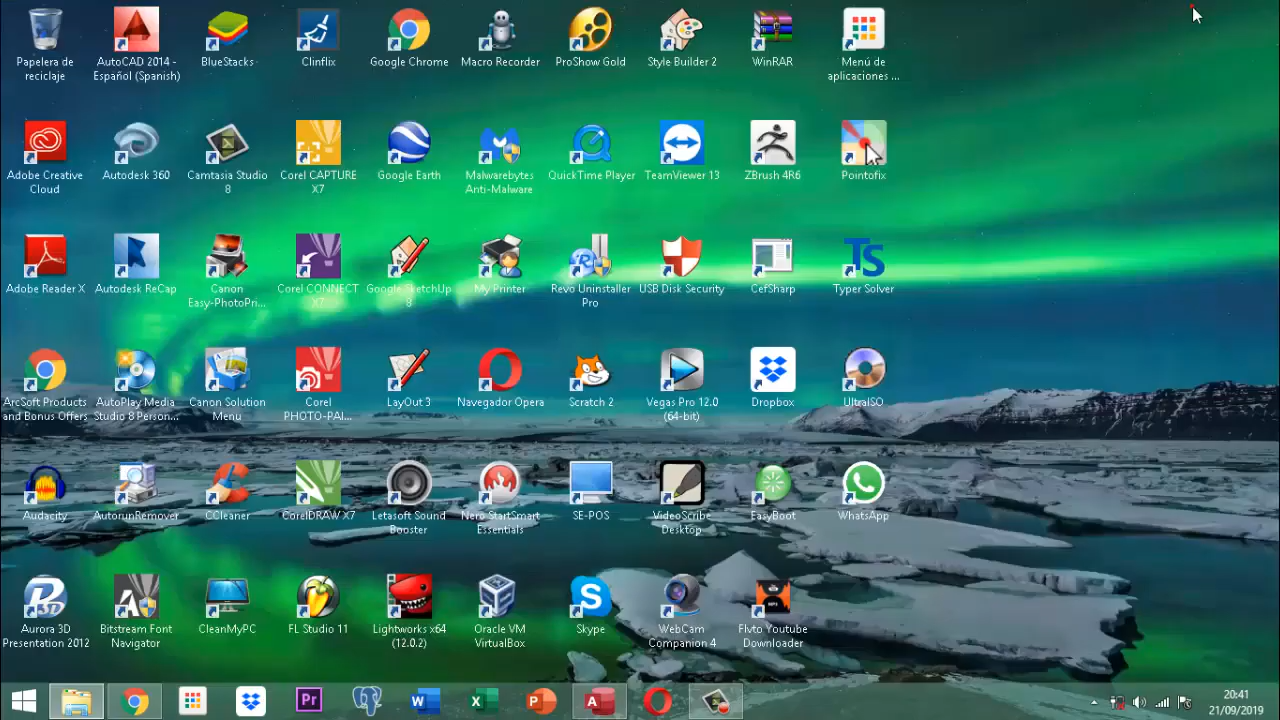 Papelera de
reciclaje
AutoCAD 2014 -
Español (Spanish)
BlueStacks
Clinflix
Google Chrome
Macro Recorder
ProShow Gold
Style Builder 2
WinRAR
Menú de
aplicaciones ...
Adobe Creative
Cloud
Autodesk 360
Camtasia Studio
8
Corel CAPTURE
X7
Google Earth
Malwarebytes
Anti-Malware
QuickTime Player
TeamViewer 13
ZBrush 4R6
Pointofix
Adobe Reader X
Autodesk ReCap
Canon
Easy-PhotoPri...
Corel CONNECT
X7
Google SketchUp
8
My Printer
Revo Uninstaller
Pro
USB Disk Security
CefSharp
TS
Typer Solver
ArcSoft Products
and Bonus Offers
AutoPlay Media
Studio 8 Person...
Canon Solution
Menu
Corel
PHOTO-PAI...
LayOut 3
Navegador Opera
Scratch 2
Vegas Pro 12.0
(64-bit)
Dropbox
UltraISO
Audacity
AutorunRemover
CCleaner
CorelDRAW X7
Letasoft Sound
Booster
Nero StartSmart
Essentials
SE-POS
VideoScribe
Desktop
EasyBoot
WhatsApp
Aurora 3D
Presentation 2012
Bitstream Font
Navigator
CleanMyPC
FL Studio 11
Lightworks x64
(12.0.2)
Oracle VM
VirtualBox
Skype
WebCam
Companion 4
Flvto Youtube
Downloader
Pr
W
X
P
A
20:41
21/09/2019